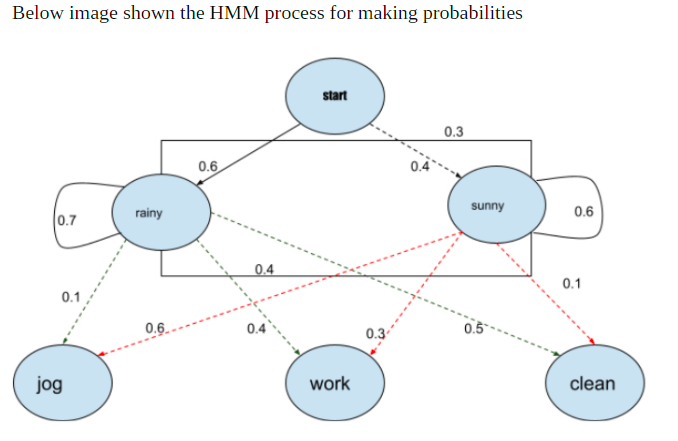 Below image shown the HMM process for making probabilities
start
0.3
0.6
0.4
0.7
rainy
sunny
0.6
0.4
0.1
0.1
0.6
0.4
0.3
0.5
jog
work
clean